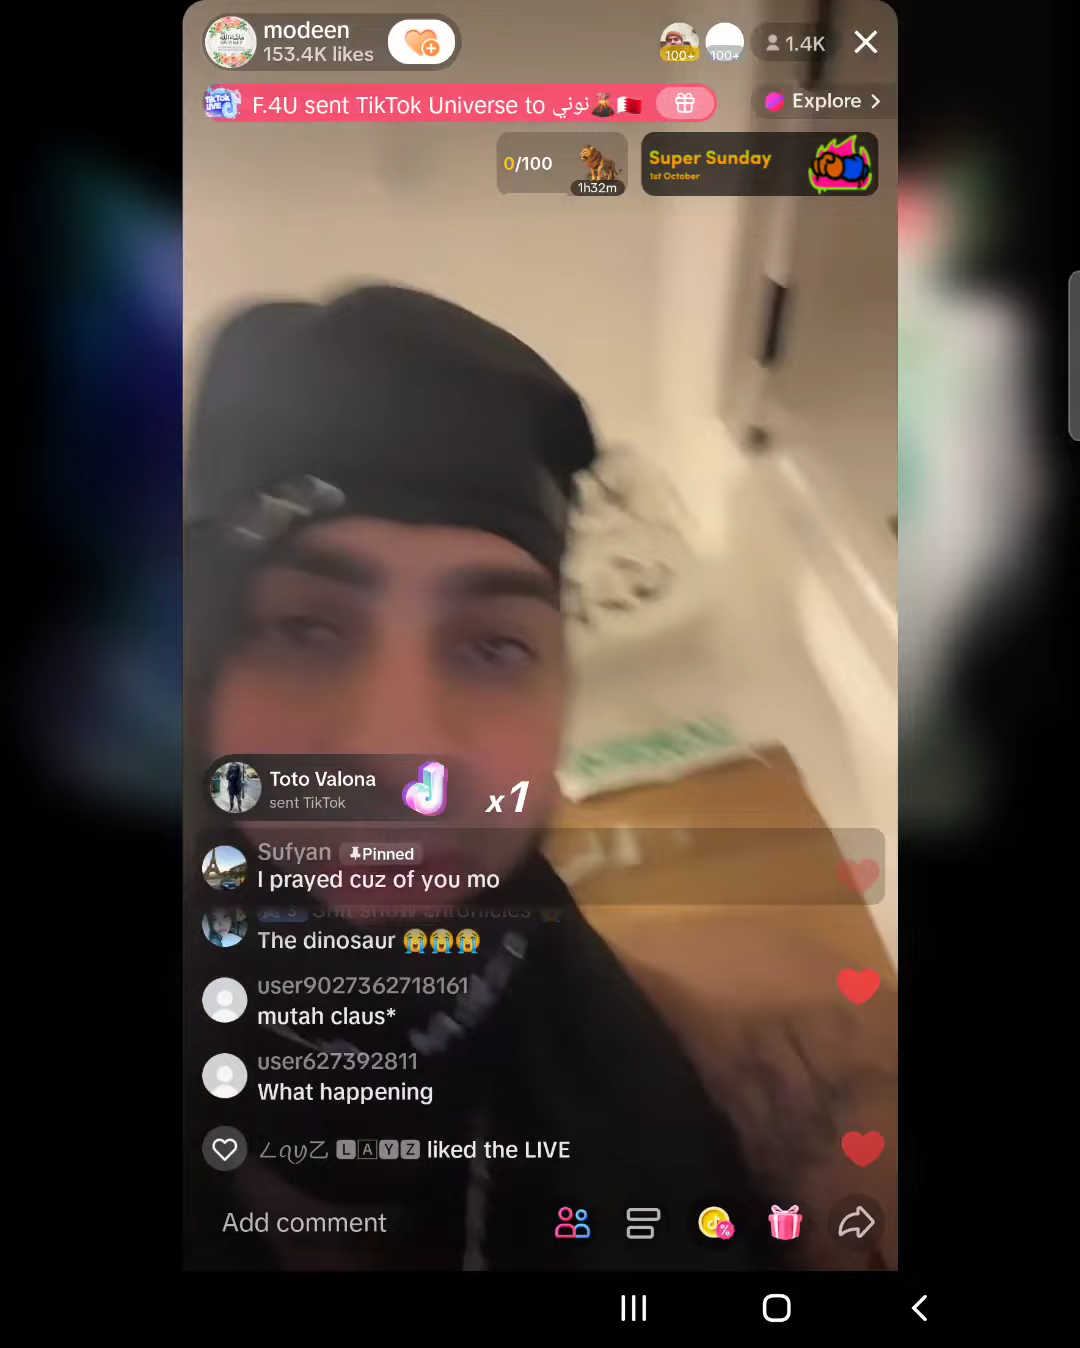 modeen
153.4K likes
100+
100+
1.4K
F.4U sent TikTok Universe to نوني🌋🇧🇭
Explore
0/100
1h32m
Super Sunday
1st October
Toto Valona
sent TikTok
x1
Sufyan Pinned
I prayed cuz of you mo
The dinosaur 😭😭😭
user9027362718161
mutah claus*
user627392811
What happening
🄻🄰🅈🅉 liked the LIVE
Add comment